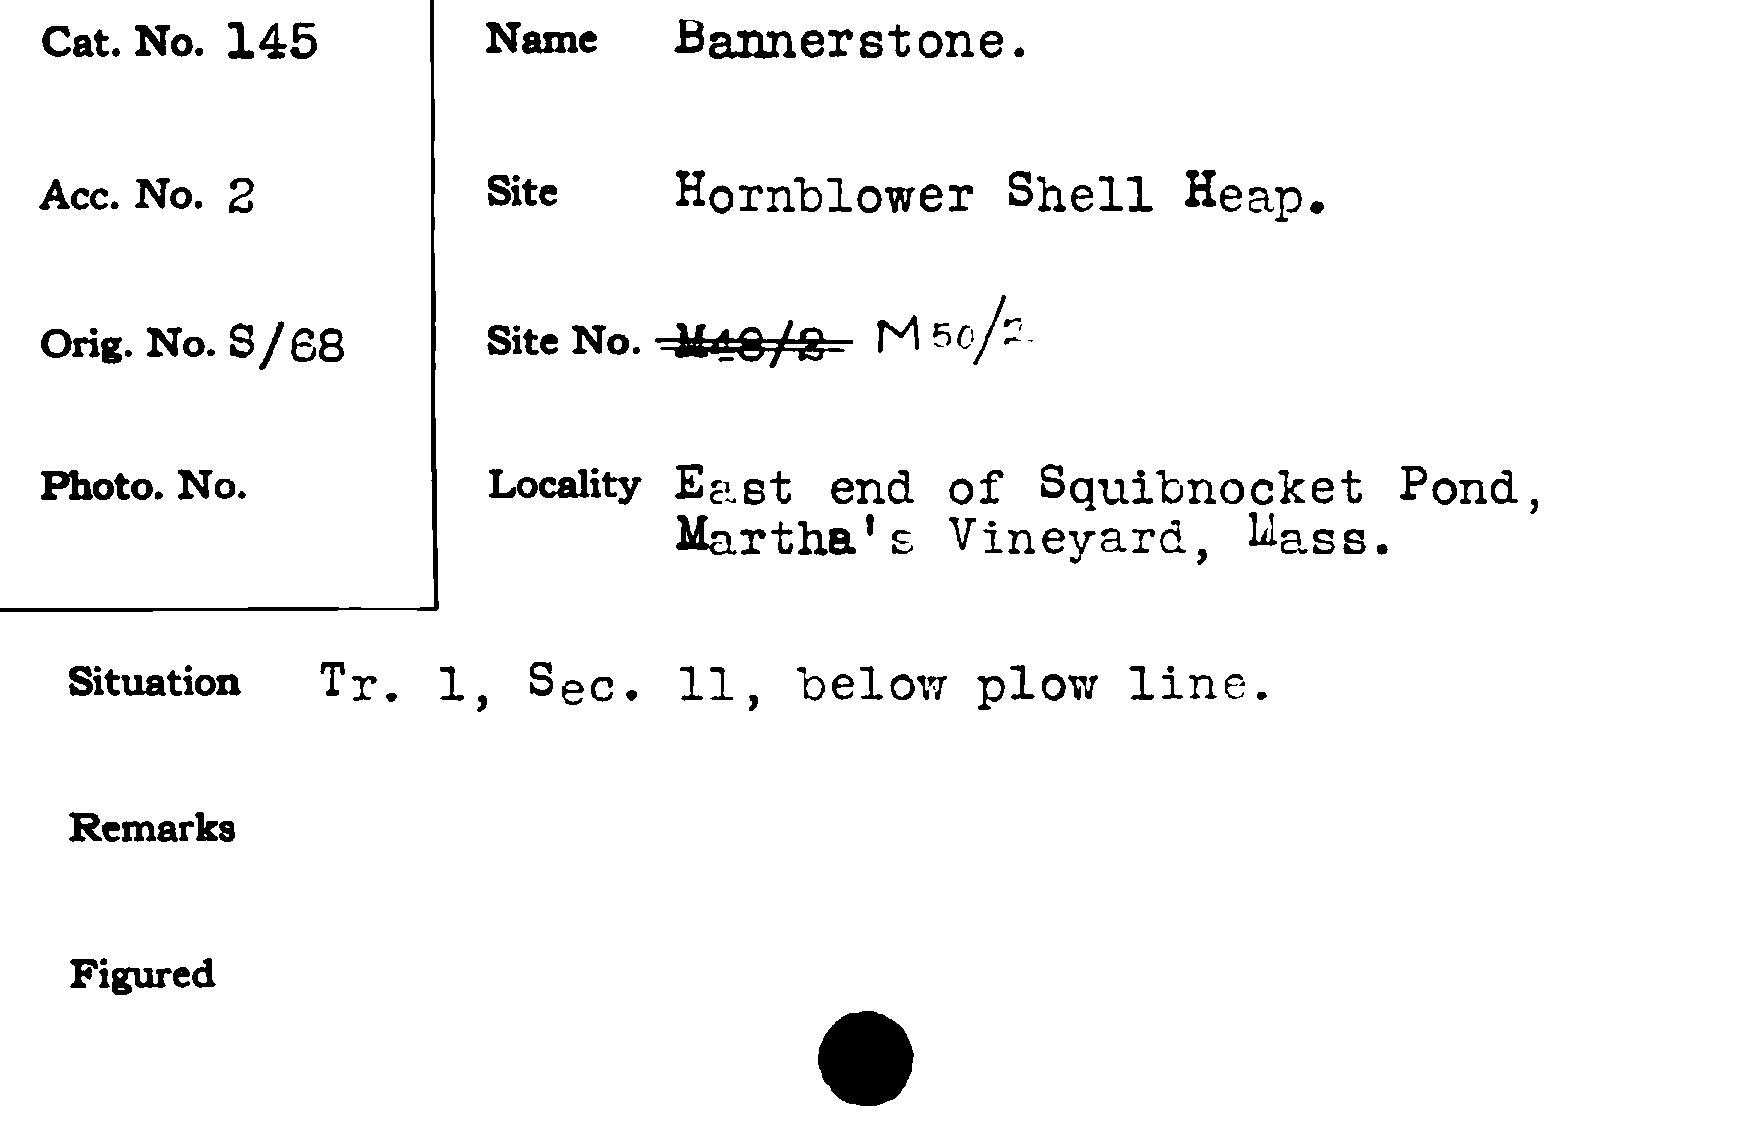 Cat. No. 145
Name Bannerstone.
Acc. No. 2
Site Hornblower Shell Heap.
Orig. No. S/68
Site No. M50/2
Photo. No.
Locality East end of Squibnocket Pond,
Martha's Vineyard, Mass.
Situation Tr. 1, Sec. 11, below plow line.
Remarks
Figured